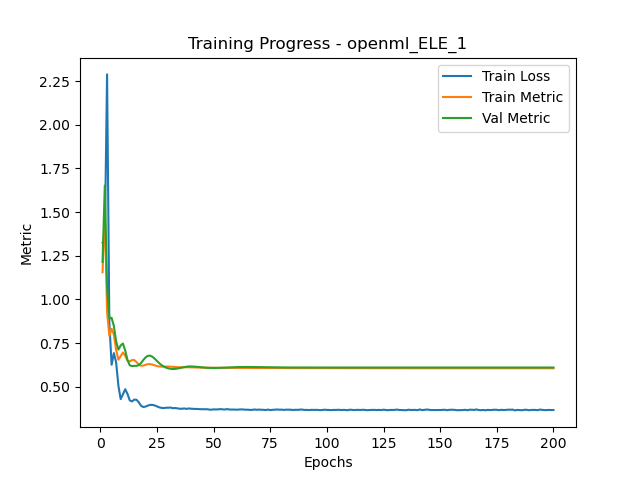 Training Progress - openml_ELE_1
Train Loss
Train Metric
Val Metric
Metric
2.25
2.00
1.75
1.50
1.25
1.00
0.75
0.50
0 25 50 75 100 125 150 175 200
Epochs